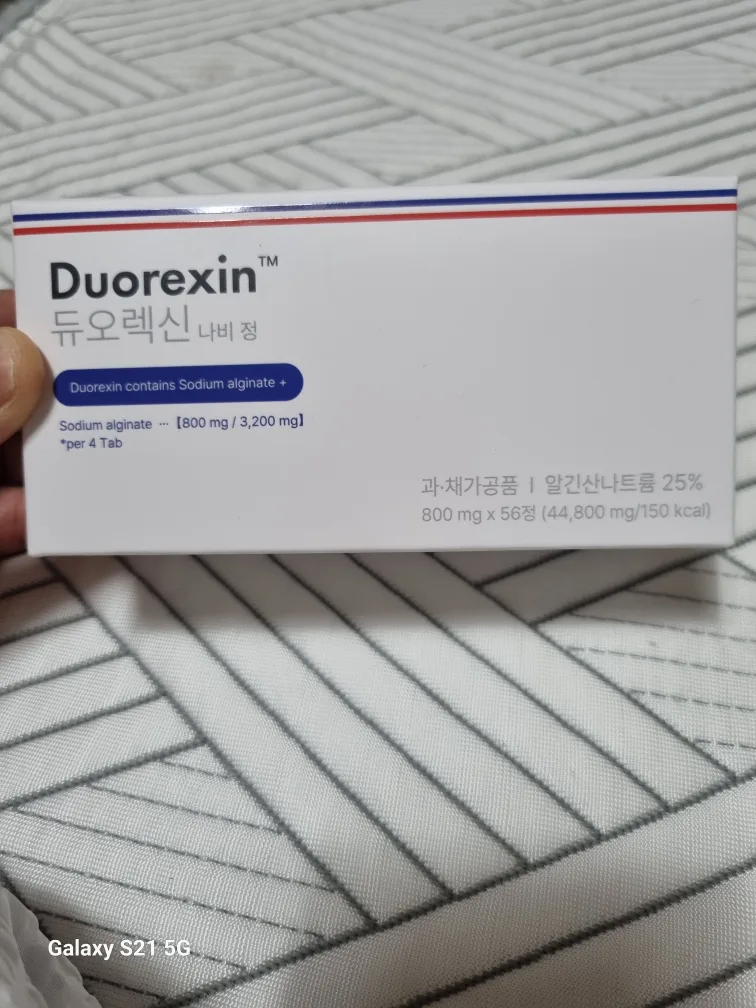 Duorexin™
듀오렉신 나비 정
Duorexin contains Sodium alginate +
Sodium alginate ··· 【800 mg / 3,200 mg】
*per 4 Tab
과·채가공품 | 알긴산나트륨 25%
800 mg x 56정 (44,800 mg/150 kcal)
Galaxy S21 5G